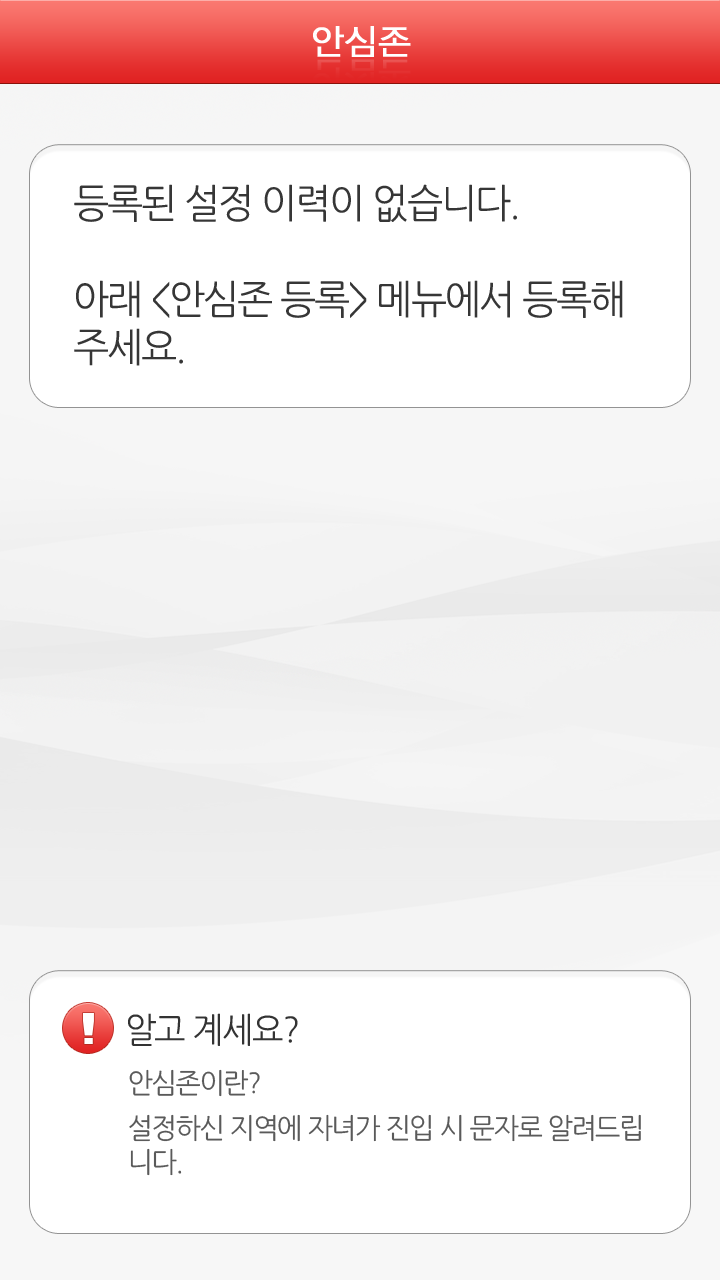 안심존
등록된 설정 이력이 없습니다.
아래 <안심존 등록> 메뉴에서 등록해
주세요.
알고 계세요?
안심존이란?
설정하신 지역에 자녀가 진입 시 문자로 알려드립
니다.